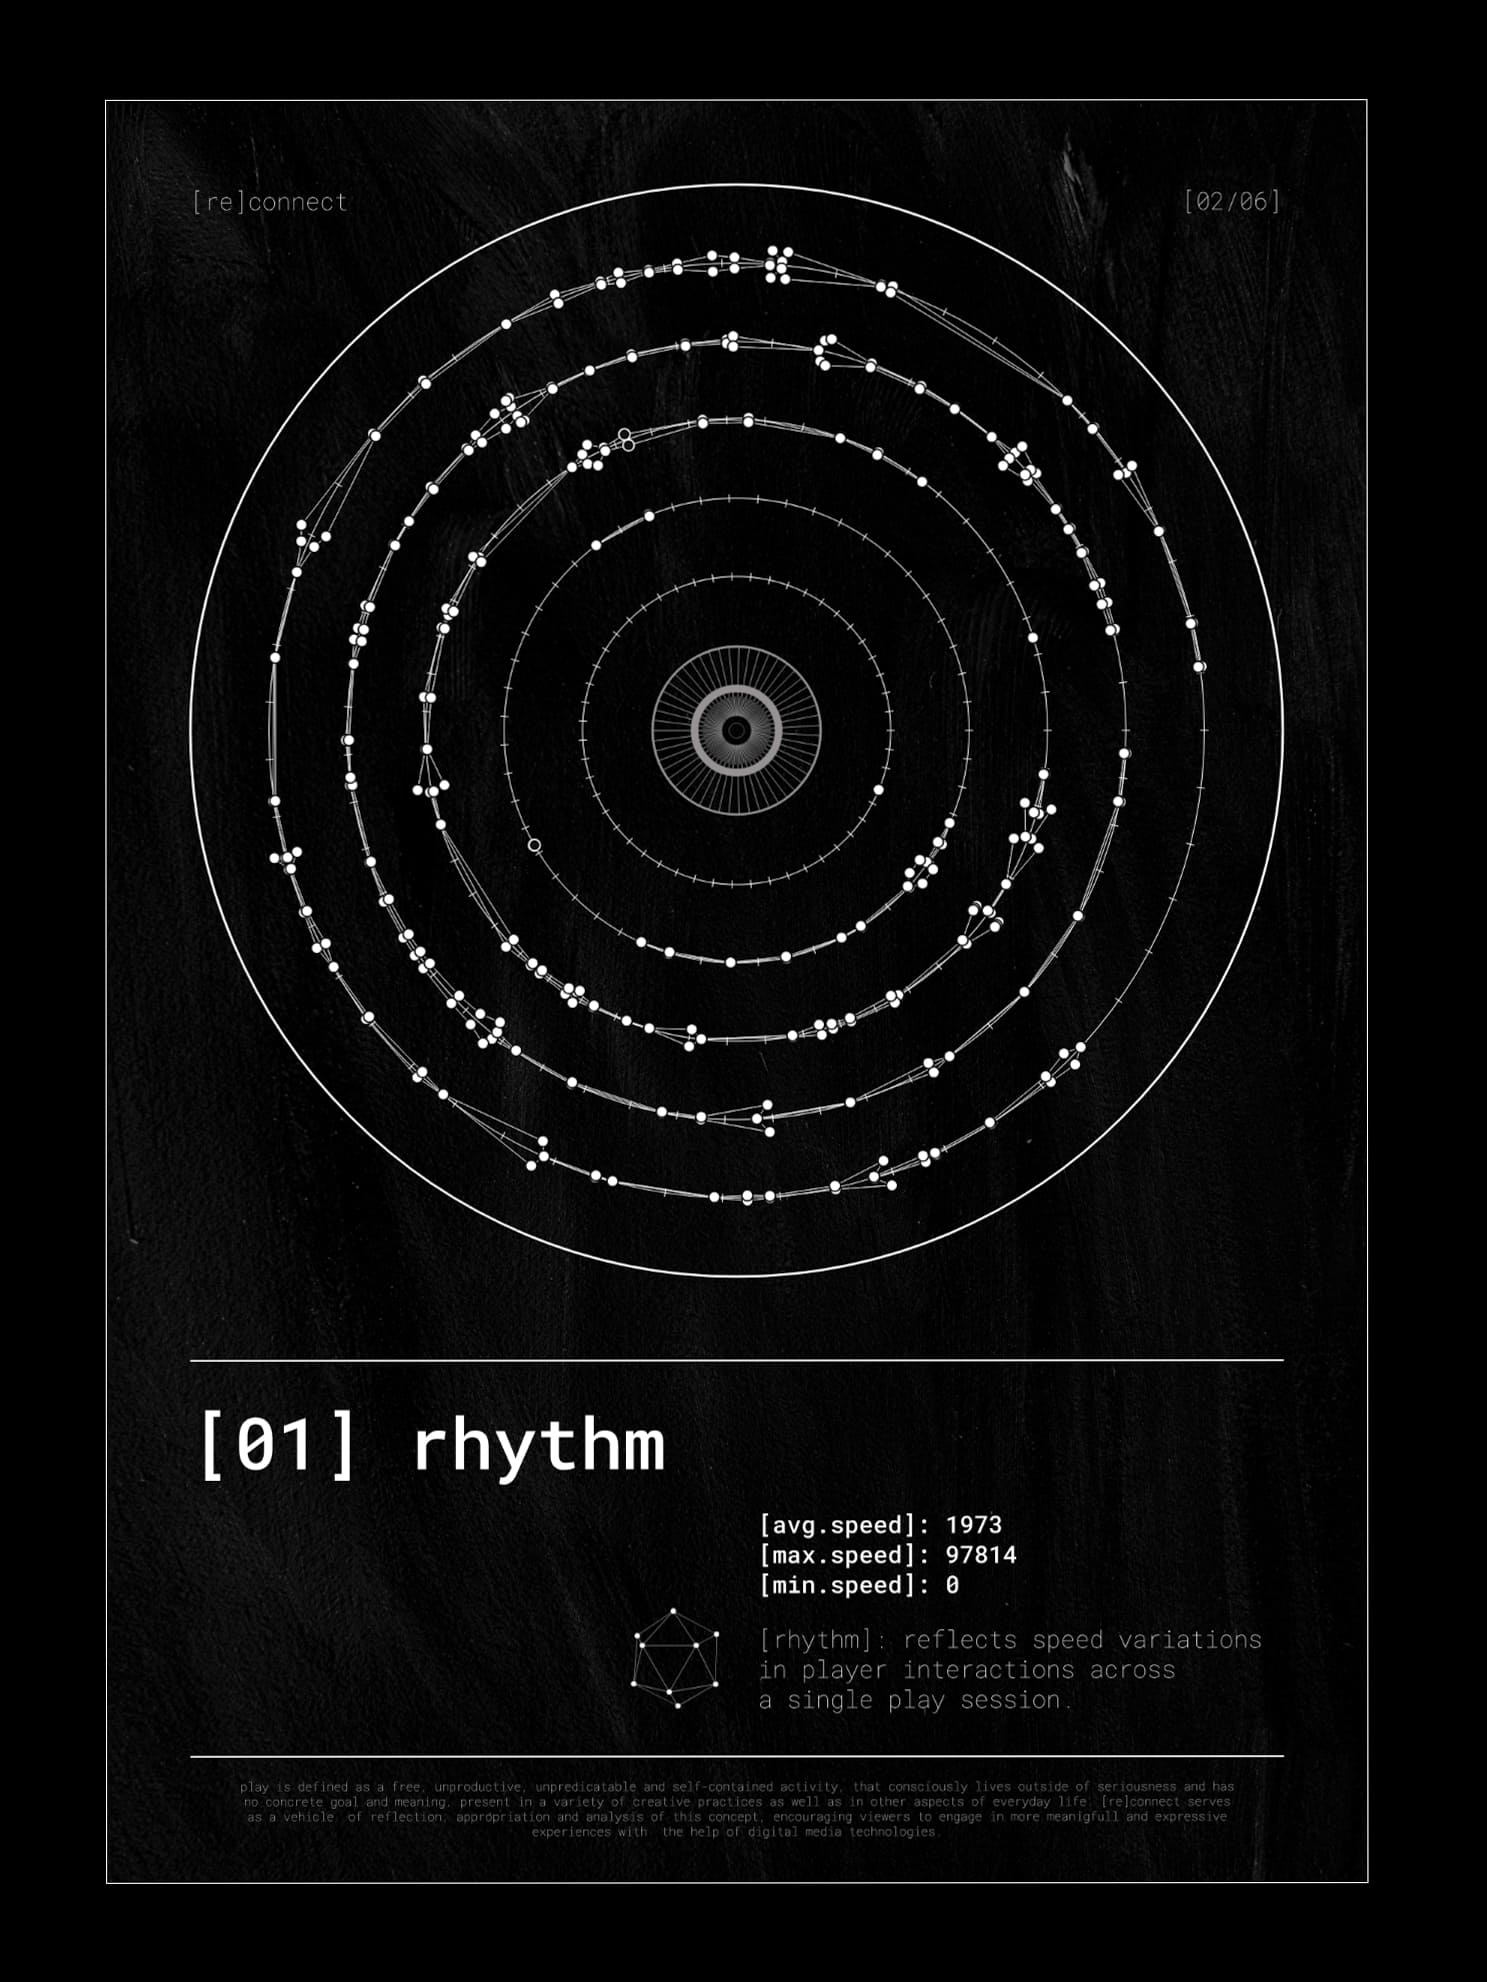 [re]connect
[02/06]
[01] rhythm
[avg.speed]: 1973
[max.speed]: 97814
[min.speed]: 0
[rhythm]: reflects speed variations
in player interactions across
a single play session.
play is defined as a free, unproductive, unpredicatable and self-contained activity, that consciously lives outside of seriousness and has
no concrete goal and meaning, present in a variety of creative practices as well as in other aspects of everyday life. [re]connect serves
as a vehicle  of reflection, appropriation and analysis of this concept, encouraging viewers to engage in more meanigfull and expressive
experiences with  the help of digital media technologies.